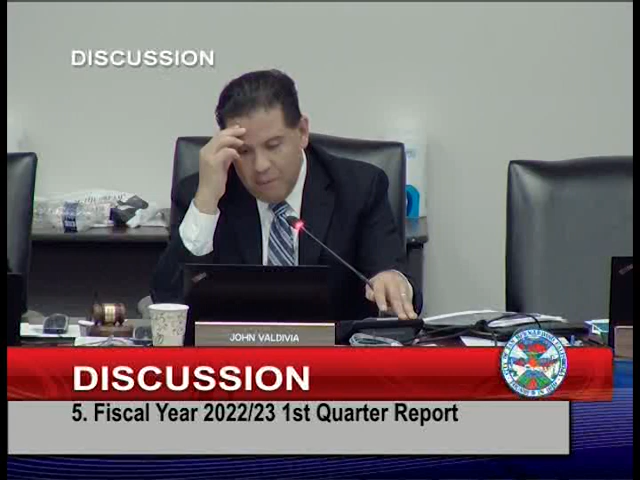 DISCUSSION
JOHN VALDIVIA
DISCUSSION
5. Fiscal Year 2022/23 1st Quarter Report